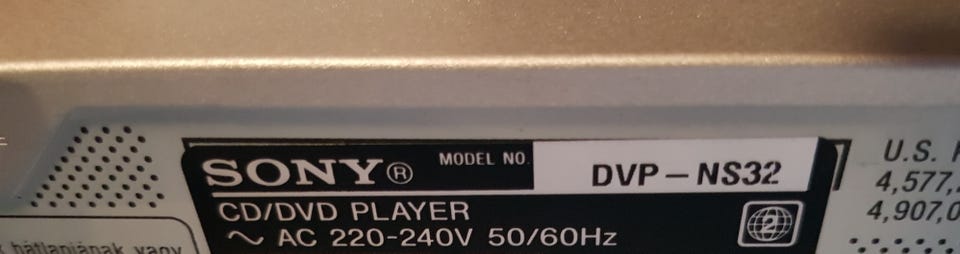 SONY® MODEL NO. DVP-NS32
CD/DVD PLAYER
~ AC 220-240V 50/60Hz
2
U.S.
4,577,
4,907,0
hátlapjának vagy